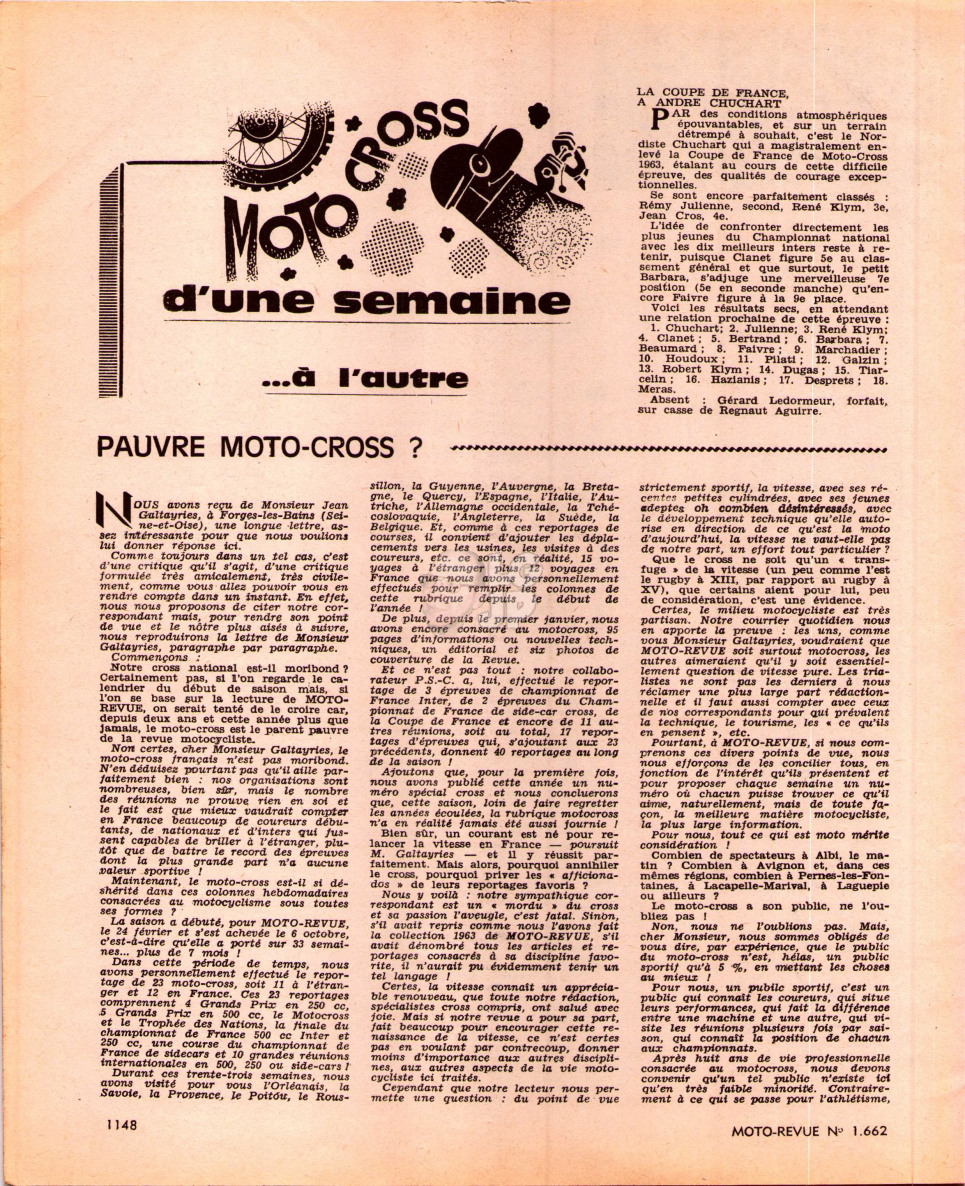 MOTO CROSS
d'une semaine
...à l'autre
LA COUPE DE FRANCE,
A ANDRE CHUCHART
PAR des conditions atmosphériques
épouvantables, et sur un terrain
détrempé à souhait, c'est le Nor-
diste Chuchart qui a magistralement en-
levé la Coupe de France de Moto-Cross
1963, étalant au cours de cette difficile
épreuve, des qualités de courage excep-
tionnelles.
Se sont encore parfaitement classés :
Rémy Julienne, second, René Klym, 3e,
Jean Cros, 4e.
L'idée de confronter directement les
plus jeunes du Championnat national
avec les dix meilleurs inters reste à re-
tenir, puisque Clanet figure 5e au clas-
sement général et que surtout, le petit
Barbara, s'adjuge une merveilleuse 7e
position (5e en seconde manche) qu'en-
core Faivre figure à la 9e place.
Voici les résultats secs, en attendant
une relation prochaine de cette épreuve :
1. Chuchart; 2. Julienne; 3. René Klym;
4. Clanet ; 5. Bertrand ; 6. Barbara ; 7.
Beaumard ; 8. Faivre ; 9. Marchadier ;
10. Houdoux ; 11. Pilati ; 12. Galzin ;
13. Robert Klym ; 14. Dugas ; 15. Tiar-
celin ; 16. Hazianis ; 17. Desprets ; 18.
Meras.
Absent : Gérard Ledormeur, forfait,
sur casse de Regnaut Aguirre.
PAUVRE MOTO-CROSS ?
NOUS avons reçu de Monsieur Jean
Galtayries, à Forges-les-Bains (Sei-
ne-et-Oise), une longue lettre, as-
sez intéressante pour que nous voulions
lui donner réponse ici.
Comme toujours dans un tel cas, c'est
d'une critique qu'il s'agit, d'une critique
formulée très amicalement, très civile-
ment, comme vous allez pouvoir vous en
rendre compte dans un instant. En effet,
nous nous proposons de citer notre cor-
respondant mais, pour rendre son point
de vue et le nôtre plus aisés à suivre,
nous reproduirons la lettre de Monsieur
Galtayries, paragraphe par paragraphe.
Commençons :
Notre cross national est-il moribond ?
Certainement pas, si l'on regarde le ca-
lendrier du début de saison mais, si
l'on se base sur la lecture de MOTO-
REVUE, on serait tenté de le croire car,
depuis deux ans et cette année plus que
jamais, le moto-cross est le parent pauvre
de la revue motocycliste.
Non certes, cher Monsieur Galtayries, le
moto-cross français n'est pas moribond.
N'en déduisez pourtant pas qu'il aille par-
faitement bien : nos organisations sont
nombreuses, bien sûr, mais le nombre
des réunions ne prouve rien en soi et
le fait est que mieux vaudrait compter
en France beaucoup de coureurs débu-
tants, de nationaux et d'inters qui fus-
sent capables de briller à l'étranger, plu-
tôt que de battre le record des épreuves
dont la plus grande part n'a aucune
valeur sportive !
Maintenant, le moto-cross est-il si dé-
shérité dans ces colonnes hebdomadaires
consacrées au motocyclisme sous toutes
ses formes ?
La saison a débuté, pour MOTO-REVUE,
le 24 février et s'est achevée le 6 octobre,
c'est-à-dire qu'elle a porté sur 33 semai-
nes... plus de 7 mois !
Dans cette période de temps, nous
avons personnellement effectué le repor-
tage de 23 moto-cross, soit 11 à l'étran-
ger et 12 en France. Ces 23 reportages
comprennent 4 Grands Prix en 250 cc,
5 Grands Prix en 500 cc, le Motocross
et le Trophée des Nations, la finale du
championnat de France 500 cc Inter et
250 cc, une course du championnat de
France de sidecars et 10 grandes réunions
internationales en 500, 250 ou side-cars !
Durant ces trente-trois semaines, nous
avons visité pour vous l'Orléanais, la
Savoie, la Provence, le Poitou, le Rous-
sillon, la Guyenne, l'Auvergne, la Breta-
gne, le Quercy, l'Espagne, l'Italie, l'Au-
triche, l'Allemagne occidentale, la Tché-
coslovaquie, l'Angleterre, la Suède, la
Belgique. Et, comme à ces reportages de
courses, il convient d'ajouter les dépla-
cements vers les usines, les visites à des
coureurs, etc. ce sont, en réalité, 15 vo-
yages à l'étranger plus 12 voyages en
France que nous avons personnellement
effectués pour remplir les colonnes de
cette rubrique depuis le début de
l'année !
De plus, depuis le premier janvier, nous
avons encore consacré au motocross, 95
pages d'informations ou nouvelles tech-
niques, un éditorial et six photos de
couverture de la Revue.
Et ce n'est pas tout : notre collabo-
rateur P.S.-C. a, lui, effectué le repor-
tage de 3 épreuves de championnat de
France Inter, de 2 épreuves du Cham-
pionnat de France de side-car cross, de
la Coupe de France et encore de 11 au-
tres réunions, soit au total, 17 repor-
tages d'épreuves qui, s'ajoutant aux 23
précédents, donnent 40 reportages au long
de la saison !
Ajoutons que, pour la première fois,
nous avons publié cette année un nu-
méro spécial cross et nous conclucrons
que, cette saison, loin de faire regretter
les années écoulées, la rubrique motocross
n'a en réalité jamais été aussi fournie !
Bien sûr, un courant est né pour re-
lancer la vitesse en France — poursuit
M. Galtayries — et il y réussit par-
faitement. Mais alors, pourquoi annihiler
le cross, pourquoi priver les « afficiona-
dos » de leurs reportages favoris ?
Nous y voilà : notre sympathique cor-
respondant est un « mordu » du cross
et sa passion l'aveugle, c'est fatal. Sinon,
s'il avait repris comme nous l'avons fait
la collection 1963 de MOTO-REVUE, s'il
avait dénombré tous les articles et re-
portages consacrés à sa discipline favo-
rite, il n'aurait pu évidemment tenir un
tel langage !
Certes, la vitesse connaît un apprécia-
ble renouveau, que toute notre rédaction,
spécialistes cross compris, ont salué avec
joie. Mais si notre revue a pour sa part,
fait beaucoup pour encourager cette re-
naissance de la vitesse, ce n'est certes
pas en voulant par contrecoup, donner
moins d'importance aux autres discipli-
nes, aux autres aspects de la vie moto-
cycliste ici traités.
Cependant que notre lecteur nous per-
mette une question : du point de vue
strictement sportif, la vitesse, avec ses ré-
centes petites cylindrées, avec ses jeunes
adeptes oh combien désintéressés, avec
le développement technique qu'elle auto-
rise en direction de ce qu'est la moto
d'aujourd'hui, la vitesse ne vaut-elle pas
de notre part, un effort tout particulier ?
Que le cross ne soit qu'un « trans-
fuge » de la vitesse (un peu comme l'est
le rugby à XIII, par rapport au rugby à
XV), que certains aient pour lui, peu
de considération, c'est une évidence.
Certes, le milieu motocycliste est très
partisan. Notre courrier quotidien nous
en apporte la preuve : les uns, comme
vous Monsieur Galtayries, voudraient que
MOTO-REVUE soit surtout motocross, les
autres aimeraient qu'il y soit essentiel-
lement question de vitesse pure. Les tria-
listes ne sont pas les derniers à nous
réclamer une plus large part rédaction-
nelle et il faut aussi compter avec ceux
de nos correspondants pour qui prévalent
la technique, le tourisme, les « ce qu'ils
en pensent », etc.
Pourtant, à MOTO-REVUE, si nous com-
prenons ces divers points de vue, nous
nous efforçons de les concilier tous, en
fonction de l'intérêt qu'ils présentent et
pour proposer chaque semaine un nu-
méro où chacun puisse trouver ce qu'il
aime, naturellement, mais de toute fa-
çon, la meilleure matière motocycliste,
la plus large information.
Pour nous, tout ce qui est moto mérite
considération !
Combien de spectateurs à Albi, le ma-
tin ? Combien à Avignon et, dans ces
mêmes régions, combien à Pernes-les-Fon-
taines, à Lacapelle-Marival, à Laguepie
ou ailleurs ?
Le moto-cross a son public, ne l'ou-
bliez pas !
Non, nous ne l'oublions pas. Mais,
cher Monsieur, nous sommes obligés de
vous dire, par expérience, que le public
du moto-cross n'est, hélas, un public
sportif qu'à 5 %, en mettant les choses
au mieux !
Pour nous, un public sportif, c'est un
public qui connaît les coureurs, qui situe
leurs performances, qui fait la différence
entre une machine et une autre, qui vi-
site les réunions plusieurs fois par sai-
son, qui connaît la position de chacun
aux championnats.
Après huit ans de vie professionnelle
consacrée au motocross, nous devons
convenir qu'un tel public n'existe ici
qu'en très faible minorité. Contraire-
ment à ce qui se passe pour l'athlétisme,
1148
MOTO-REVUE N° 1.662